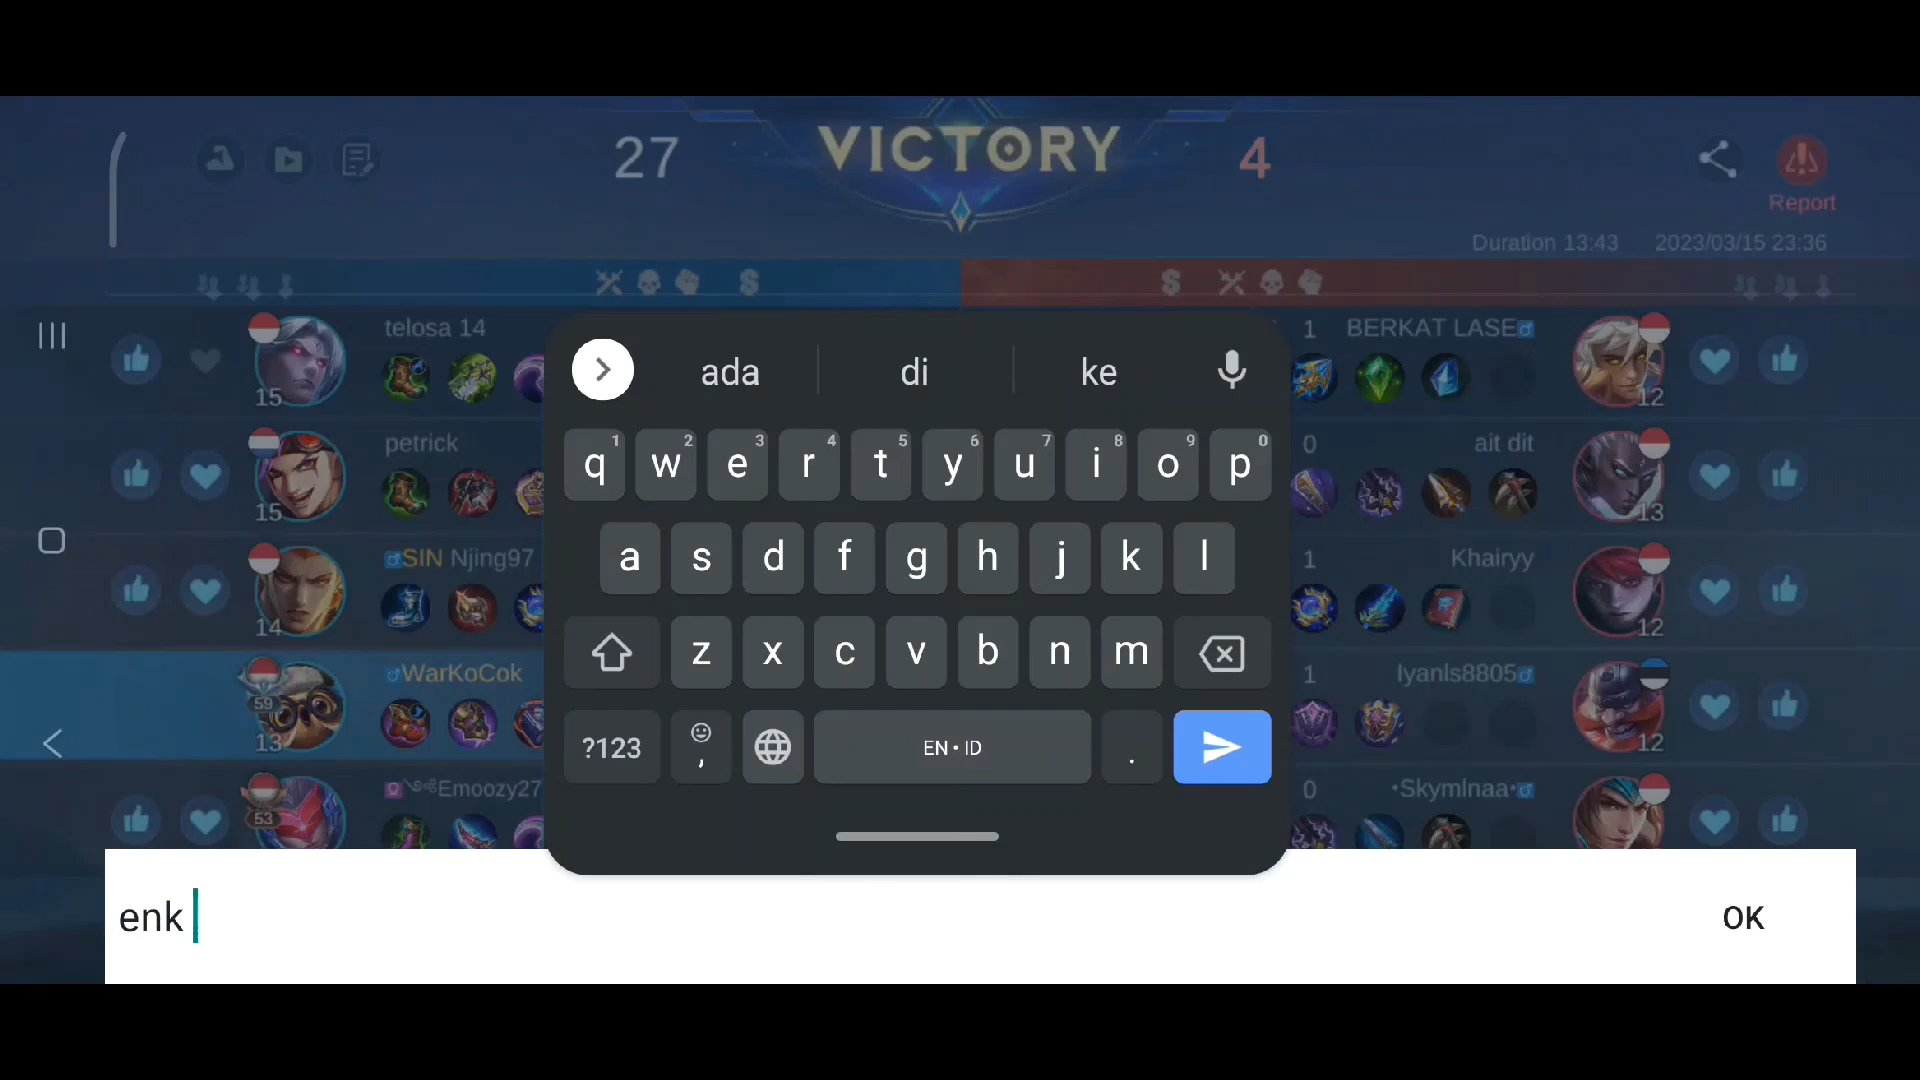 27 VICTORY 4
Report
Duration 13:43 2023/03/15 23:36
telosa 14
15
1 BERKAT LASE
12
petrick
15
0 ait dit
13
SIN Njing97
14
1 Khairyy
12
WarKoCok
59
13
1 lyanls8805
12
Emoozy27
53
0 •Skymlnaa•
ada di ke
q 1 w 2 e 3 r 4 t 5 y 6 u 7 i 8 o 9 p 0
a s d f g h j k l
z x c v b n m
?123 , EN • ID .
enk OK